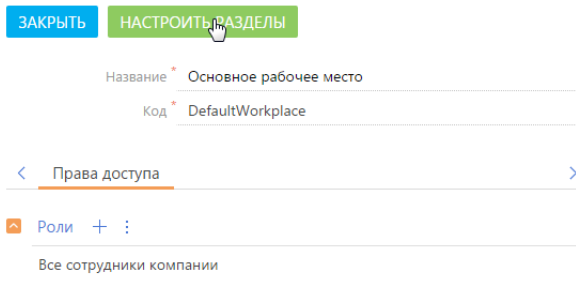 ЗАКРЫТЬ НАСТРОИТЬ РАЗДЕЛЫ
Название * Основное рабочее место
Код * DefaultWorkplace
Права доступа
Роли
Все сотрудники компании